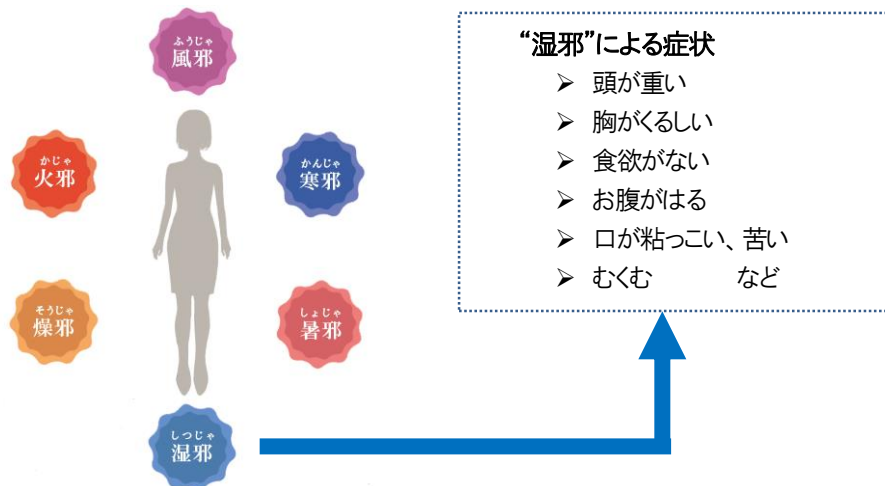 ふうじゃ
風邪
かじゃ
火邪
かんじゃ
寒邪
そうじゃ
燥邪
しょじゃ
暑邪
しつじゃ
湿邪
“湿邪”による症状
➢ 頭が重い
➢ 胸がくるしい
➢ 食欲がない
➢ お腹がはる
➢ 口が粘っこい、苦い
➢ むくむ　　　など